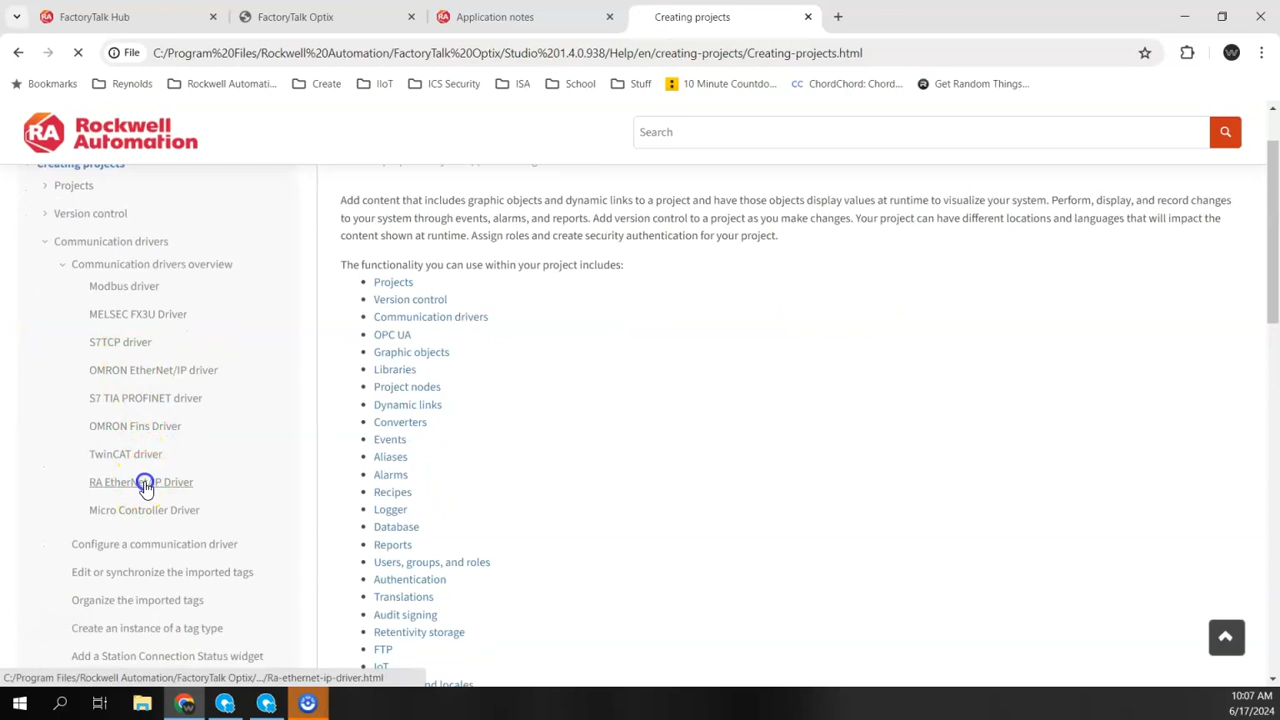 FactoryTalk Hub
FactoryTalk Optix
Application notes
Creating projects
File
C:/Program%20Files/Rockwell%20Automation/FactoryTalk%20Optix/Studio%201.4.0.938/Help/en/creating-projects/Creating-projects.html
Bookmarks
Reynolds
Rockwell Automati...
Create
IIoT
ICS Security
ISA
School
Stuff
10 Minute Countdo...
CC ChordChord: Chord...
Get Random Things...
RA Rockwell
Automation
Search
Creating projects
Projects
Version control
Communication drivers
Communication drivers overview
Modbus driver
MELSEC FX3U Driver
S7TCP driver
OMRON EtherNet/IP driver
S7 TIA PROFINET driver
OMRON Fins Driver
TwinCAT driver
RA EtherNet/IP Driver
Micro Controller Driver
Configure a communication driver
Edit or synchronize the imported tags
Organize the imported tags
Create an instance of a tag type
Add a Station Connection Status widget
Add content that includes graphic objects and dynamic links to a project and have those objects display values at runtime to visualize your system. Perform, display, and record changes
to your system through events, alarms, and reports. Add version control to a project as you make changes. Your project can have different locations and languages that will impact the
content shown at runtime. Assign roles and create security authentication for your project.
The functionality you can use within your project includes:
• Projects
• Version control
• Communication drivers
• OPC UA
• Graphic objects
• Libraries
• Project nodes
• Dynamic links
• Converters
• Events
• Aliases
• Alarms
• Recipes
• Logger
• Database
• Reports
• Users, groups, and roles
• Authentication
• Translations
• Audit signing
• Retentivity storage
• FTP
• IoT
and locales
C:/Program Files/Rockwell Automation/FactoryTalk Optix/.../Ra-ethernet-ip-driver.html
10:07 AM
6/17/2024